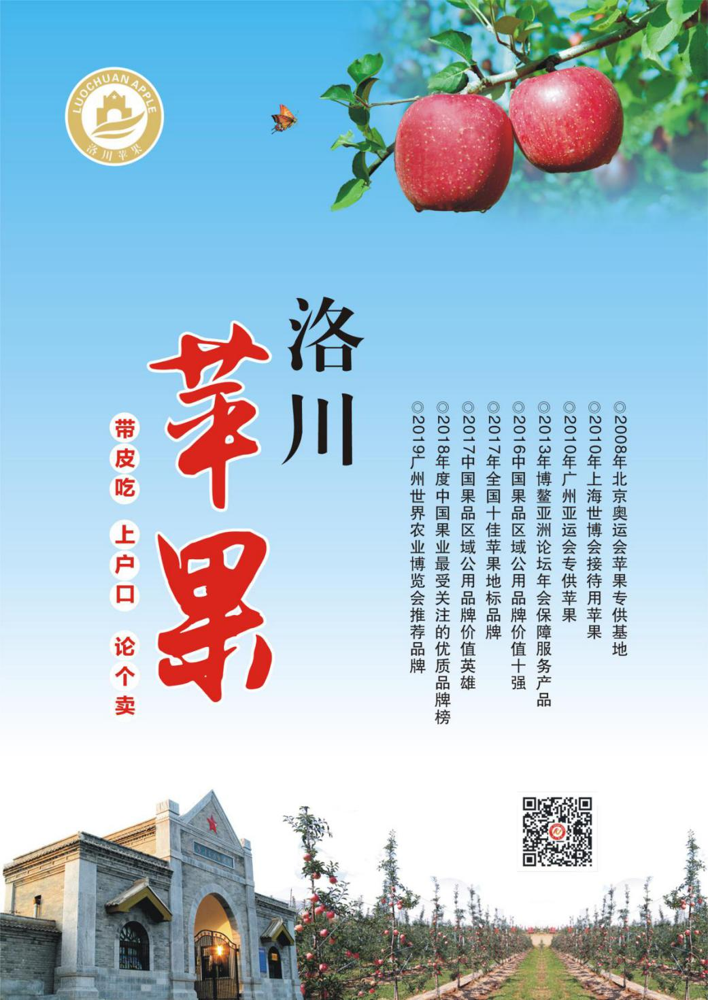 LUOCHUAN APPLE
洛川苹果
洛川
苹果
带皮吃 上户口 论个卖
◎2008年北京奥运会苹果专供基地
◎2010年上海世博会接待用苹果
◎2010年广州亚运会专供苹果
◎2013年博鳌亚洲论坛年会保障服务产品
◎2016中国果品区域公用品牌价值十强
◎2017年全国十佳苹果地标品牌
◎2017中国果品区域公用品牌价值英雄
◎2018年度中国果业最受关注的优质品牌榜
◎2019广州世界农业博览会推荐品牌